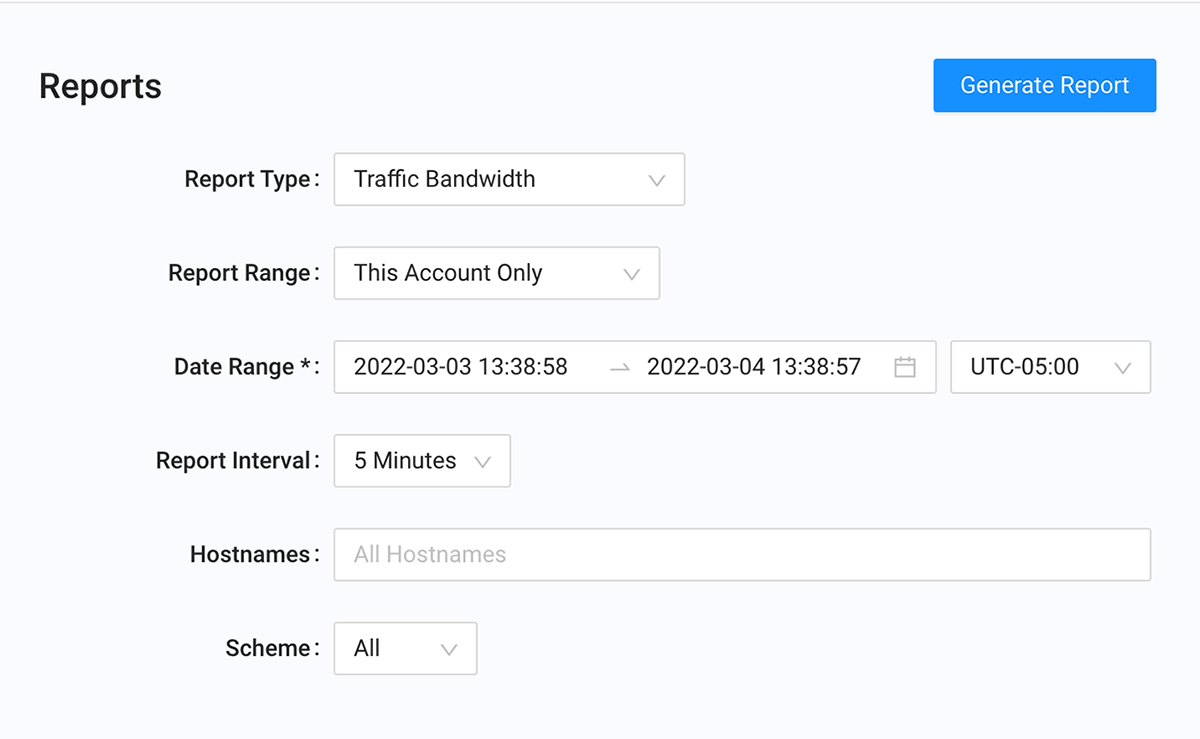 Reports
Generate Report
Report Type: Traffic Bandwidth
Report Range: This Account Only
Date Range *: 2022-03-03 13:38:58 → 2022-03-04 13:38:57 UTC-05:00
Report Interval: 5 Minutes
Hostnames: All Hostnames
Scheme: All